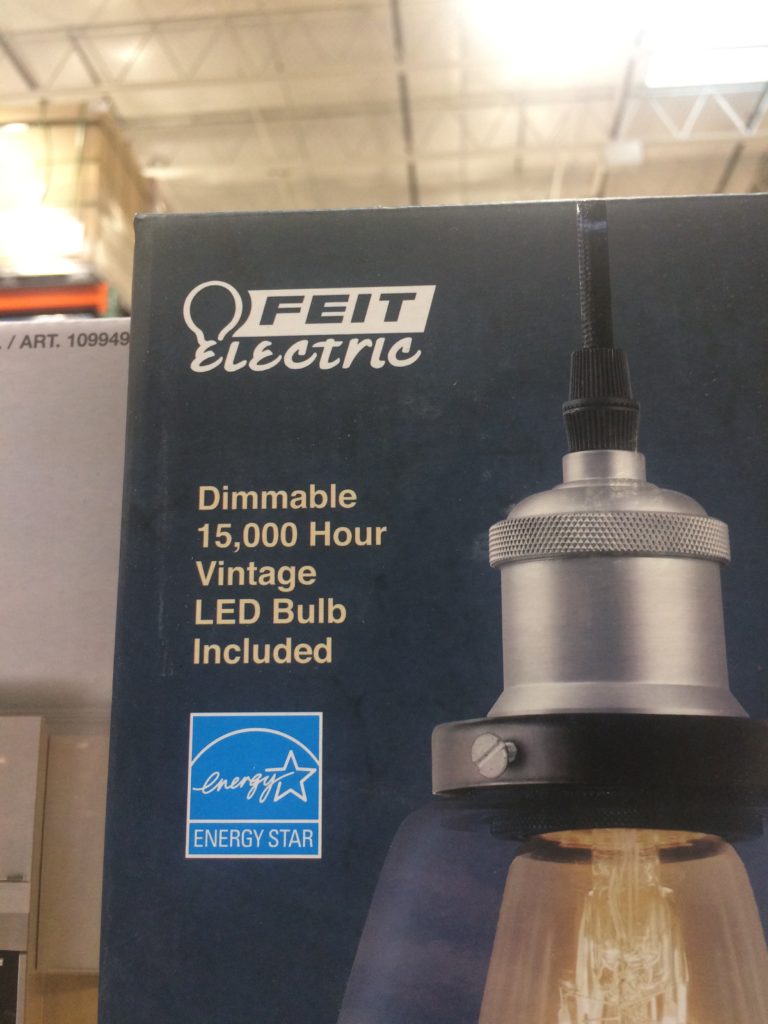 / ART. 109949
FEIT
Electric
Dimmable
15,000 Hour
Vintage
LED Bulb
Included
energy
ENERGY STAR